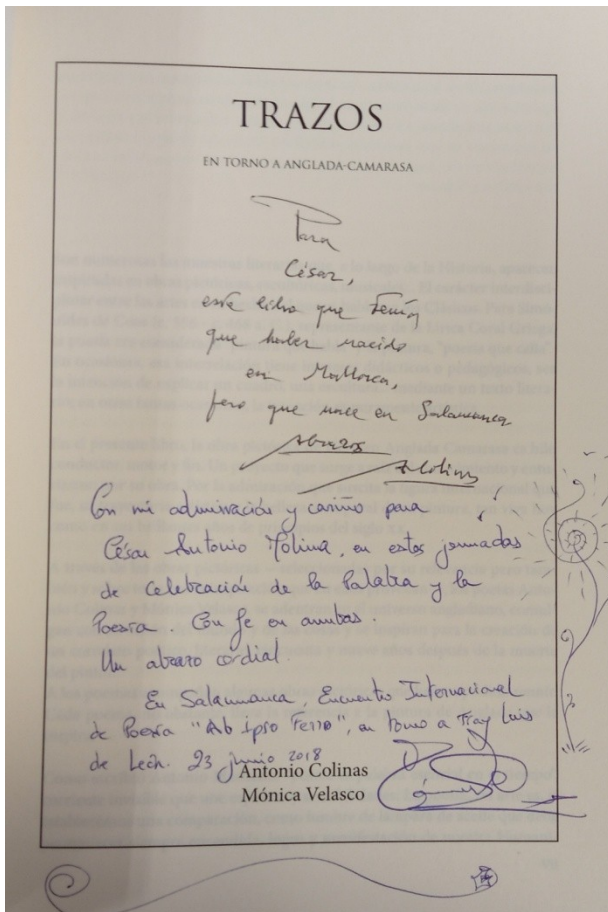 TRAZOS
EN TORNO A ANGLADA-CAMARASA
Para
César,
este libro que tenía
que haber nacido
en Mallorca,
pero que nace en Salamanca
Abrazos
A. Colinas
Con mi admiración y cariño para
César Antonio Molina, en estas jornadas
de celebración de la Palabra y la
Poesía. Con fe en ambas.
Un abrazo cordial.
En Salamanca, Encuentro Internacional
de Poesía "Ab Ipso Ferro", en torno a Fray Luis
de León. 23 junio 2018
Antonio Colinas
Mónica Velasco